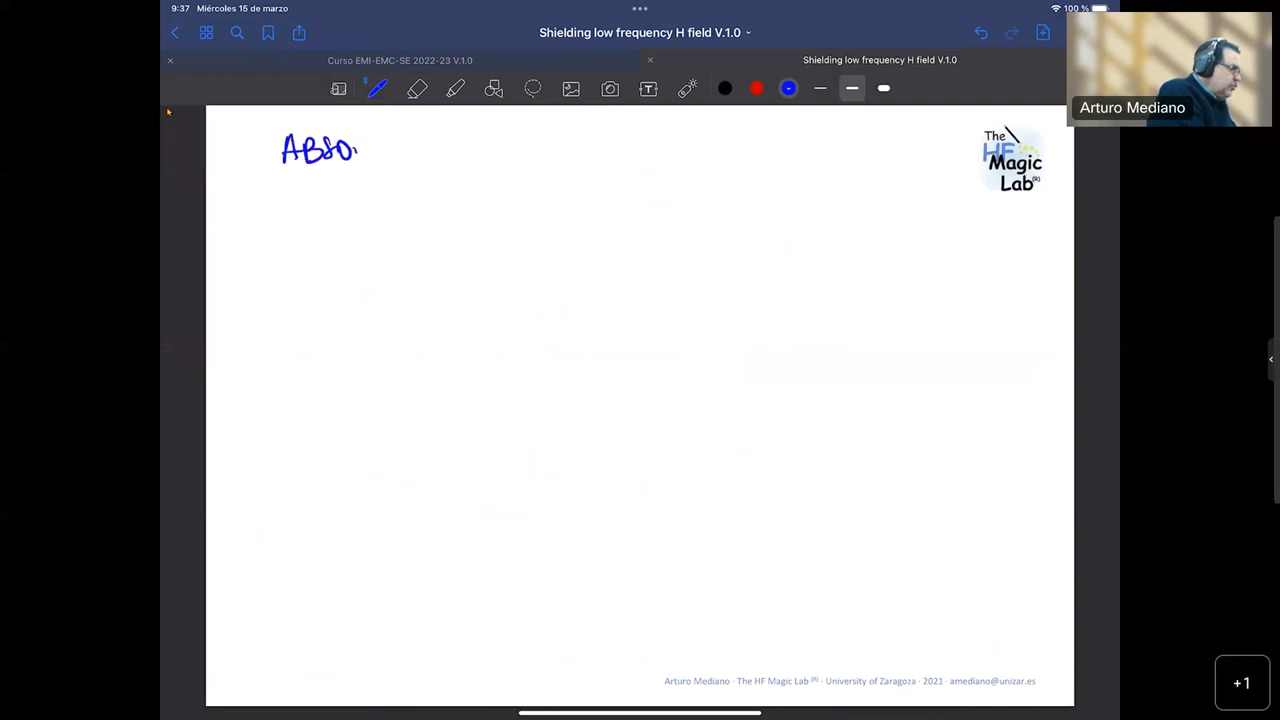 9:37 Miércoles 15 de marzo
100 %
Shielding low frequency H field V.1.0
Curso EMI-EMC-SE 2022-23 V.1.0
Shielding low frequency H field V.1.0
Arturo Mediano
ABSO
The
HF
Magic
Lab(R)
Arturo Mediano · The HF Magic Lab (R) · University of Zaragoza · 2021 · amediano@unizar.es
+1